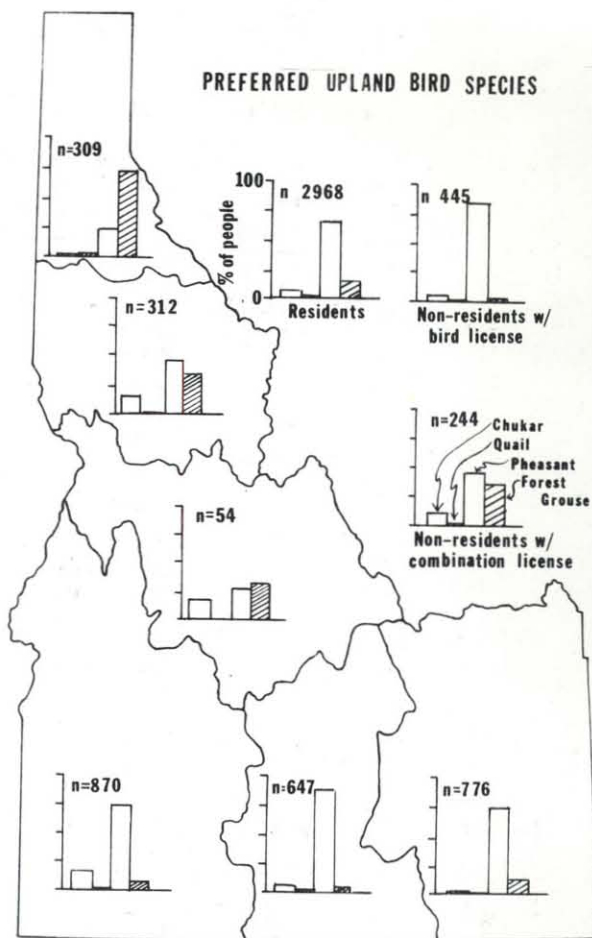 PREFERRED UPLAND BIRD SPECIES
n=309
100
% of people
0
n 2968
Residents
n 445
Non-residents w/
bird license
n=312
n=244
Chukar
Quail
Pheasant
Forest
Grouse
Non-residents w/
combination license
n=54
n=870
n=647
n=776